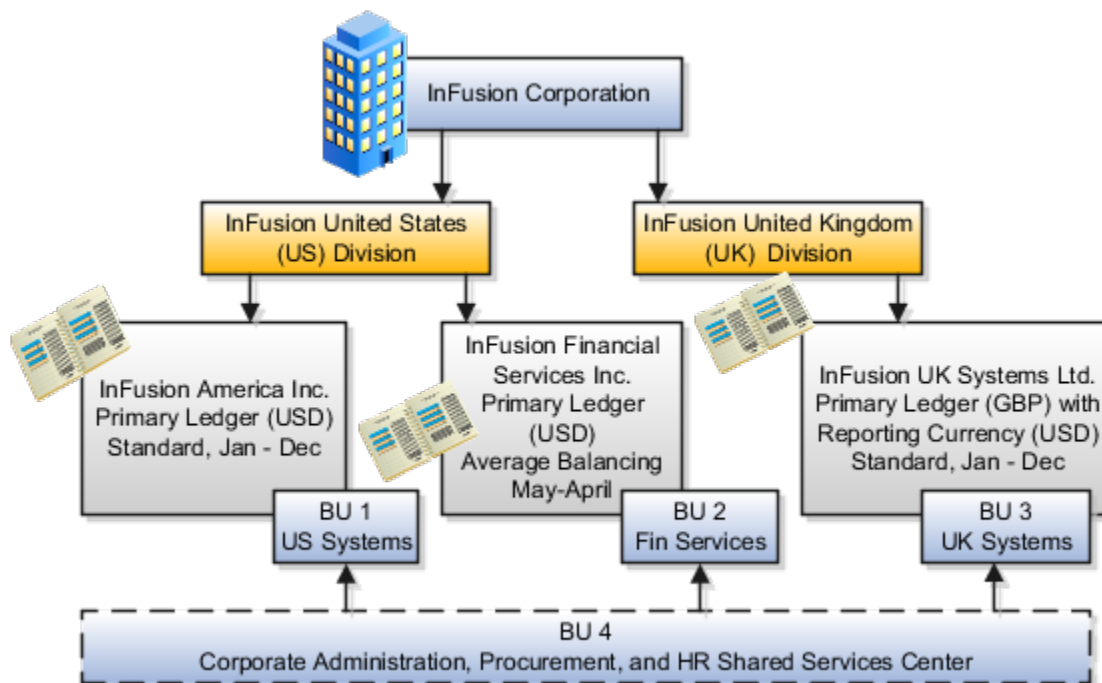 InFusion Corporation
InFusion United States
(US) Division
InFusion United Kingdom
(UK) Division
InFusion America Inc.
Primary Ledger (USD)
Standard, Jan - Dec
InFusion Financial
Services Inc.
Primary Ledger
(USD)
Average Balancing
May-April
InFusion UK Systems Ltd.
Primary Ledger (GBP) with
Reporting Currency (USD)
Standard, Jan - Dec
BU 1
US Systems
BU 2
Fin Services
BU 3
UK Systems
BU 4
Corporate Administration, Procurement, and HR Shared Services Center